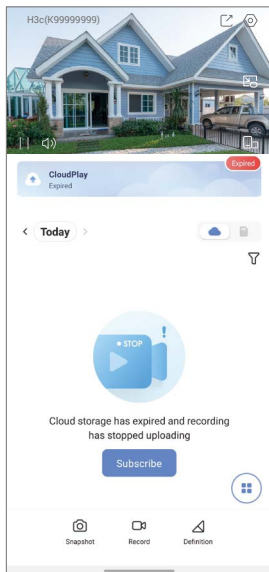 H3c(K99999999)
Expired
CloudPlay
Expired
Today
STOP
Cloud storage has expired and recording
has stopped uploading
Subscribe
Snapshot
Record
Definition